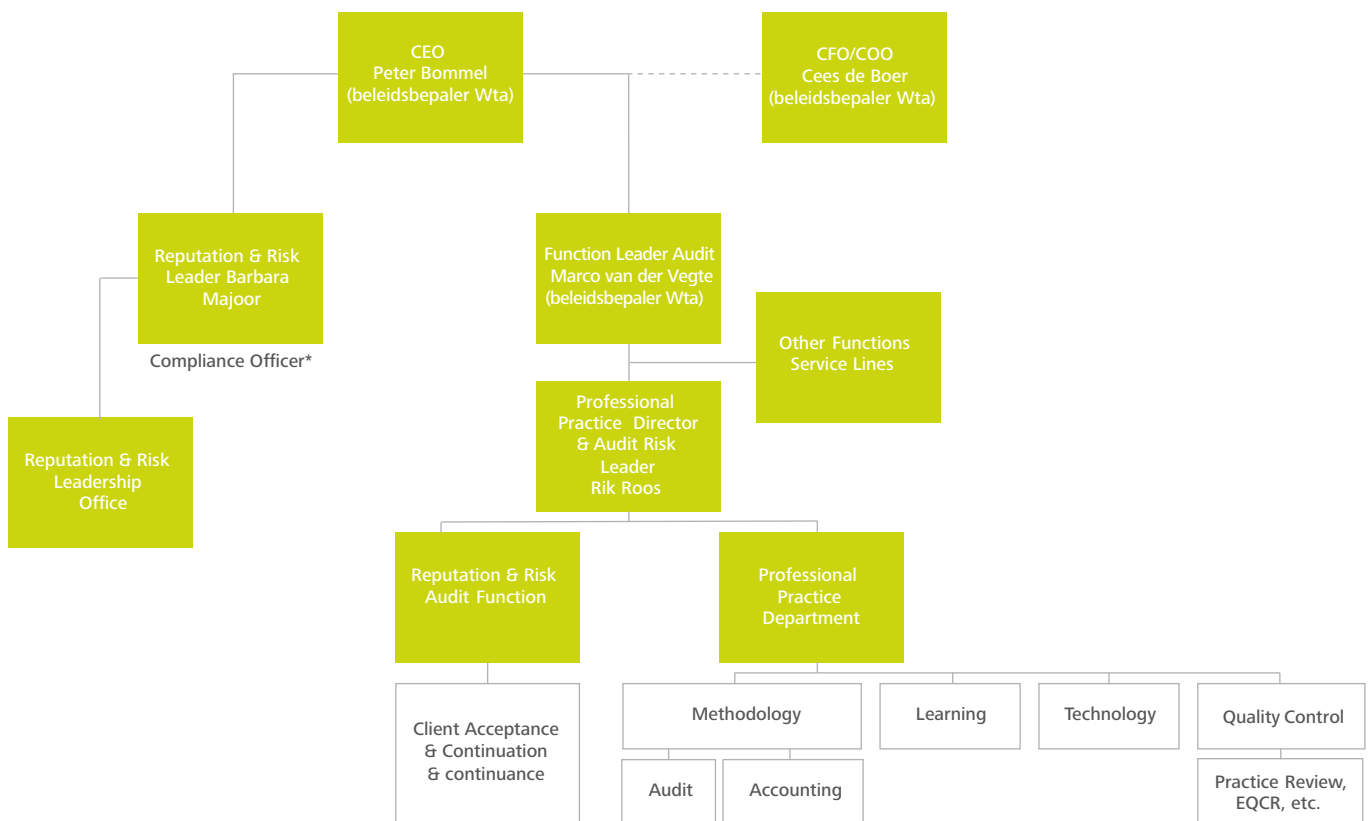 CEO
Peter Bommel
(beleidsbepaler Wta)
CFO/COO
Cees de Boer
(beleidsbepaler Wta)
Reputation & Risk
Leader Barbara
Majoor
Compliance Officer*
Function Leader Audit
Marco van der Vegte
(beleidsbepaler Wta)
Other Functions
Service Lines
Reputation & Risk
Leadership
Office
Professional
Practice Director
& Audit Risk
Leader
Rik Roos
Reputation & Risk
Audit Function
Professional
Practice
Department
Client Acceptance
& Continuation
& continuance
Methodology
Learning
Technology
Quality Control
Audit
Accounting
Practice Review,
EQCR, etc.